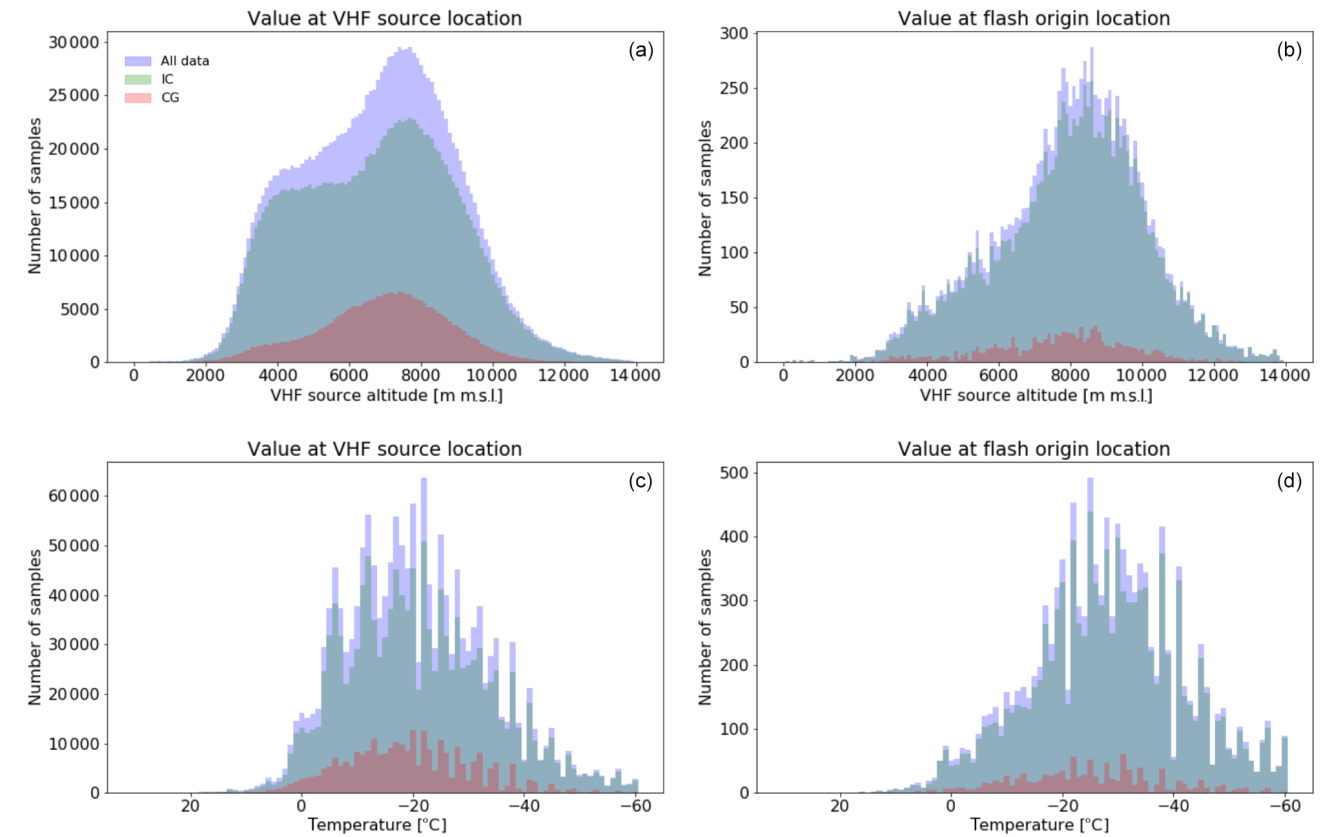 Value at VHF source location
Value at flash origin location
(a)
(b)
All data
IC
CG
30 000
25 000
20 000
15 000
10 000
5000
0
300
250
200
150
100
50
0
Number of samples
Number of samples
0 2000 4000 6000 8000 10 000 12 000 14 000
0 2000 4000 6000 8000 10 000 12 000 14 000
VHF source altitude [m m.s.l.]
VHF source altitude [m m.s.l.]
Value at VHF source location
Value at flash origin location
(c)
(d)
60 000
50 000
40 000
30 000
20 000
10 000
0
500
400
300
200
100
0
Number of samples
Number of samples
20 0 −20 −40 −60
20 0 −20 −40 −60
Temperature [°C]
Temperature [°C]